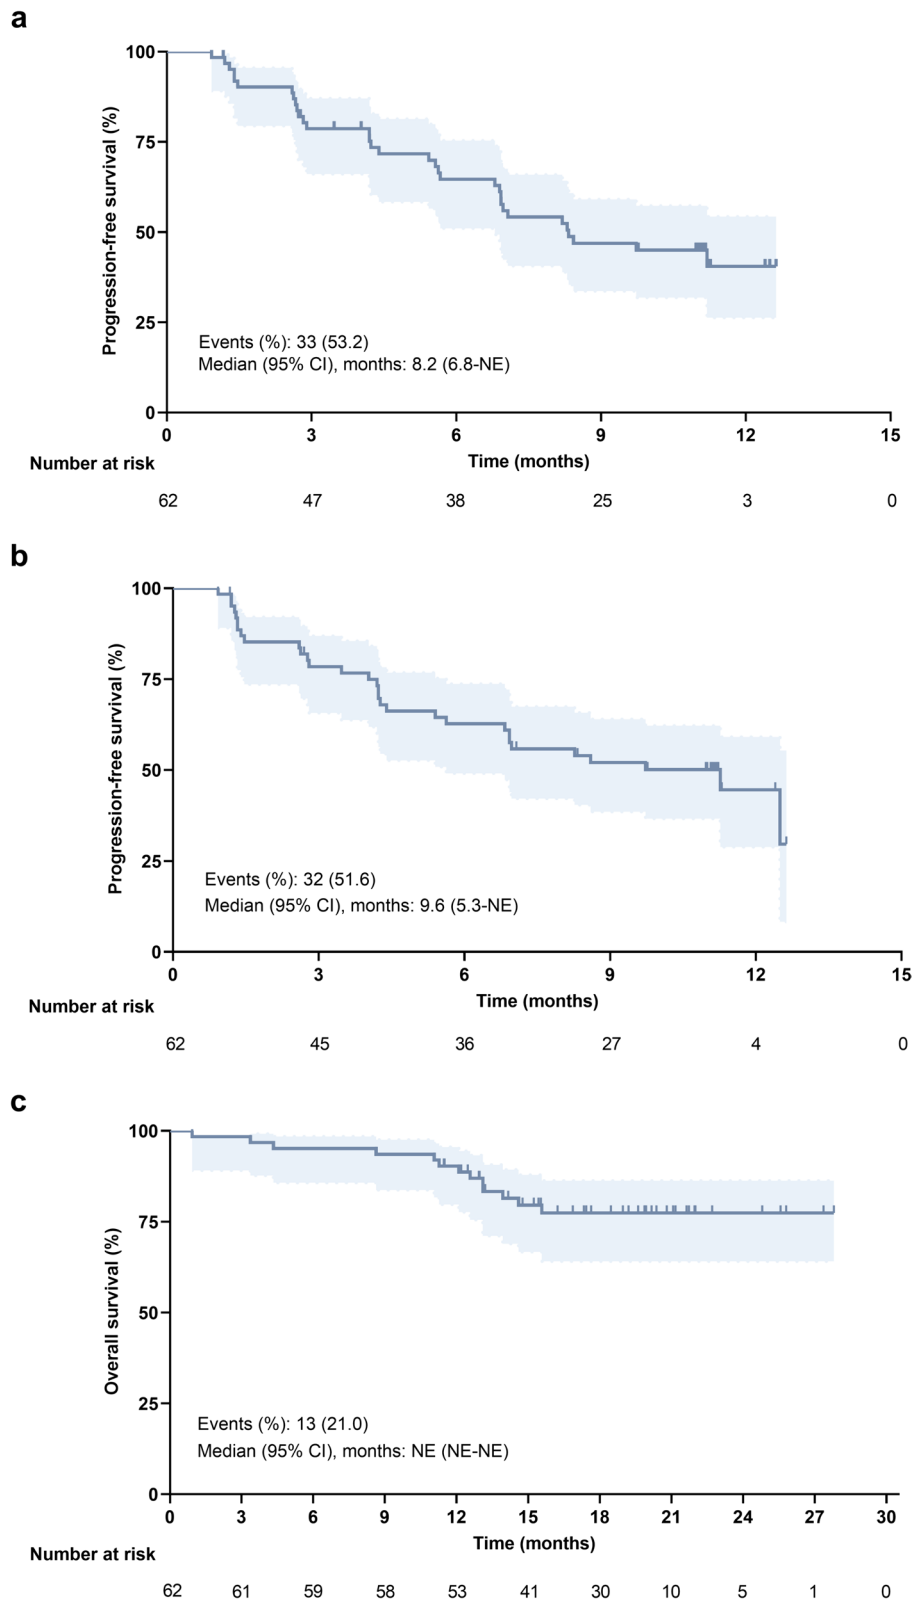 a
100
75
50
25
0
Progression-free survival (%)
Events (%): 33 (53.2)
Median (95% CI), months: 8.2 (6.8-NE)
0 3 6 9 12 15
Time (months)
Number at risk
62 47 38 25 3 0
b
100
75
50
25
0
Progression-free survival (%)
Events (%): 32 (51.6)
Median (95% CI), months: 9.6 (5.3-NE)
0 3 6 9 12 15
Time (months)
Number at risk
62 45 36 27 4 0
c
100
75
50
25
0
Overall survival (%)
Events (%): 13 (21.0)
Median (95% CI), months: NE (NE-NE)
0 3 6 9 12 15 18 21 24 27 30
Time (months)
Number at risk
62 61 59 58 53 41 30 10 5 1 0